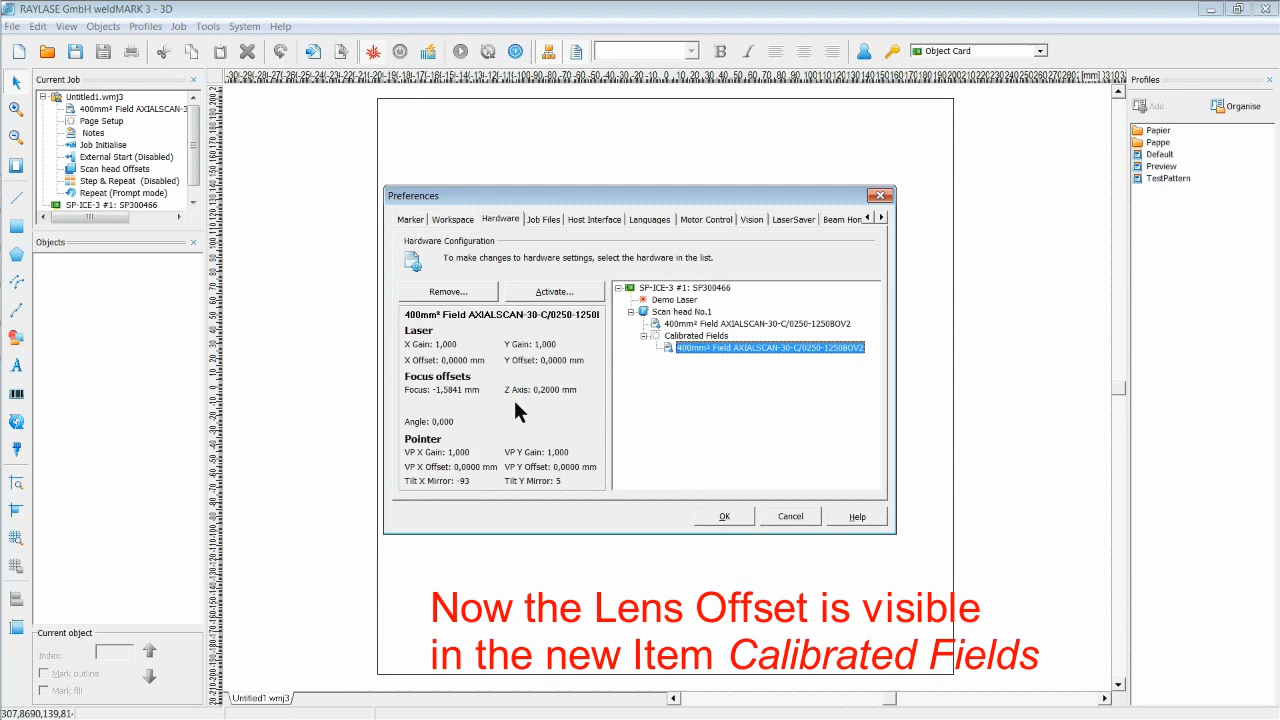 RAYLASE GmbH weldMARK 3 - 3D
File Edit View Objects Profiles Job Tools System Help
Object Card
Current Job
Untitled1.wmj3
400mm² Field AXIALSCAN-3
Page Setup
Notes
Job Initialise
External Start (Disabled)
Scan head Offsets
Step & Repeat (Disabled)
Repeat (Prompt mode)
SP-ICE-3 #1: SP300466
Objects
Current object
Index:
Mark outline
Mark fill
307,8690,139,81
[mm]
Untitled1.wmj3
Preferences
Marker Workspace Hardware Job Files Host Interface Languages Motor Control Vision LaserSaver Beam Hon
Hardware Configuration
To make changes to hardware settings, select the hardware in the list.
Remove... Activate...
400mm² Field AXIALSCAN-30-C/0250-1250I
Laser
X Gain: 1,000 Y Gain: 1,000
X Offset: 0,0000 mm Y Offset: 0,0000 mm
Focus offsets
Focus: -1,5841 mm Z Axis: 0,2000 mm
Angle: 0,000
Pointer
VP X Gain: 1,000 VP Y Gain: 1,000
VP X Offset: 0,0000 mm VP Y Offset: 0,0000 mm
Tilt X Mirror: -93 Tilt Y Mirror: 5
SP-ICE-3 #1: SP300466
Demo Laser
Scan head No.1
400mm² Field AXIALSCAN-30-C/0250-1250BOV2
Calibrated Fields
400mm² Field AXIALSCAN-30-C/0250-1250BOV2
OK Cancel Help
Now the Lens Offset is visible
in the new Item Calibrated Fields
Profiles
Add Organise
Papier
Pappe
Default
Preview
TestPattern